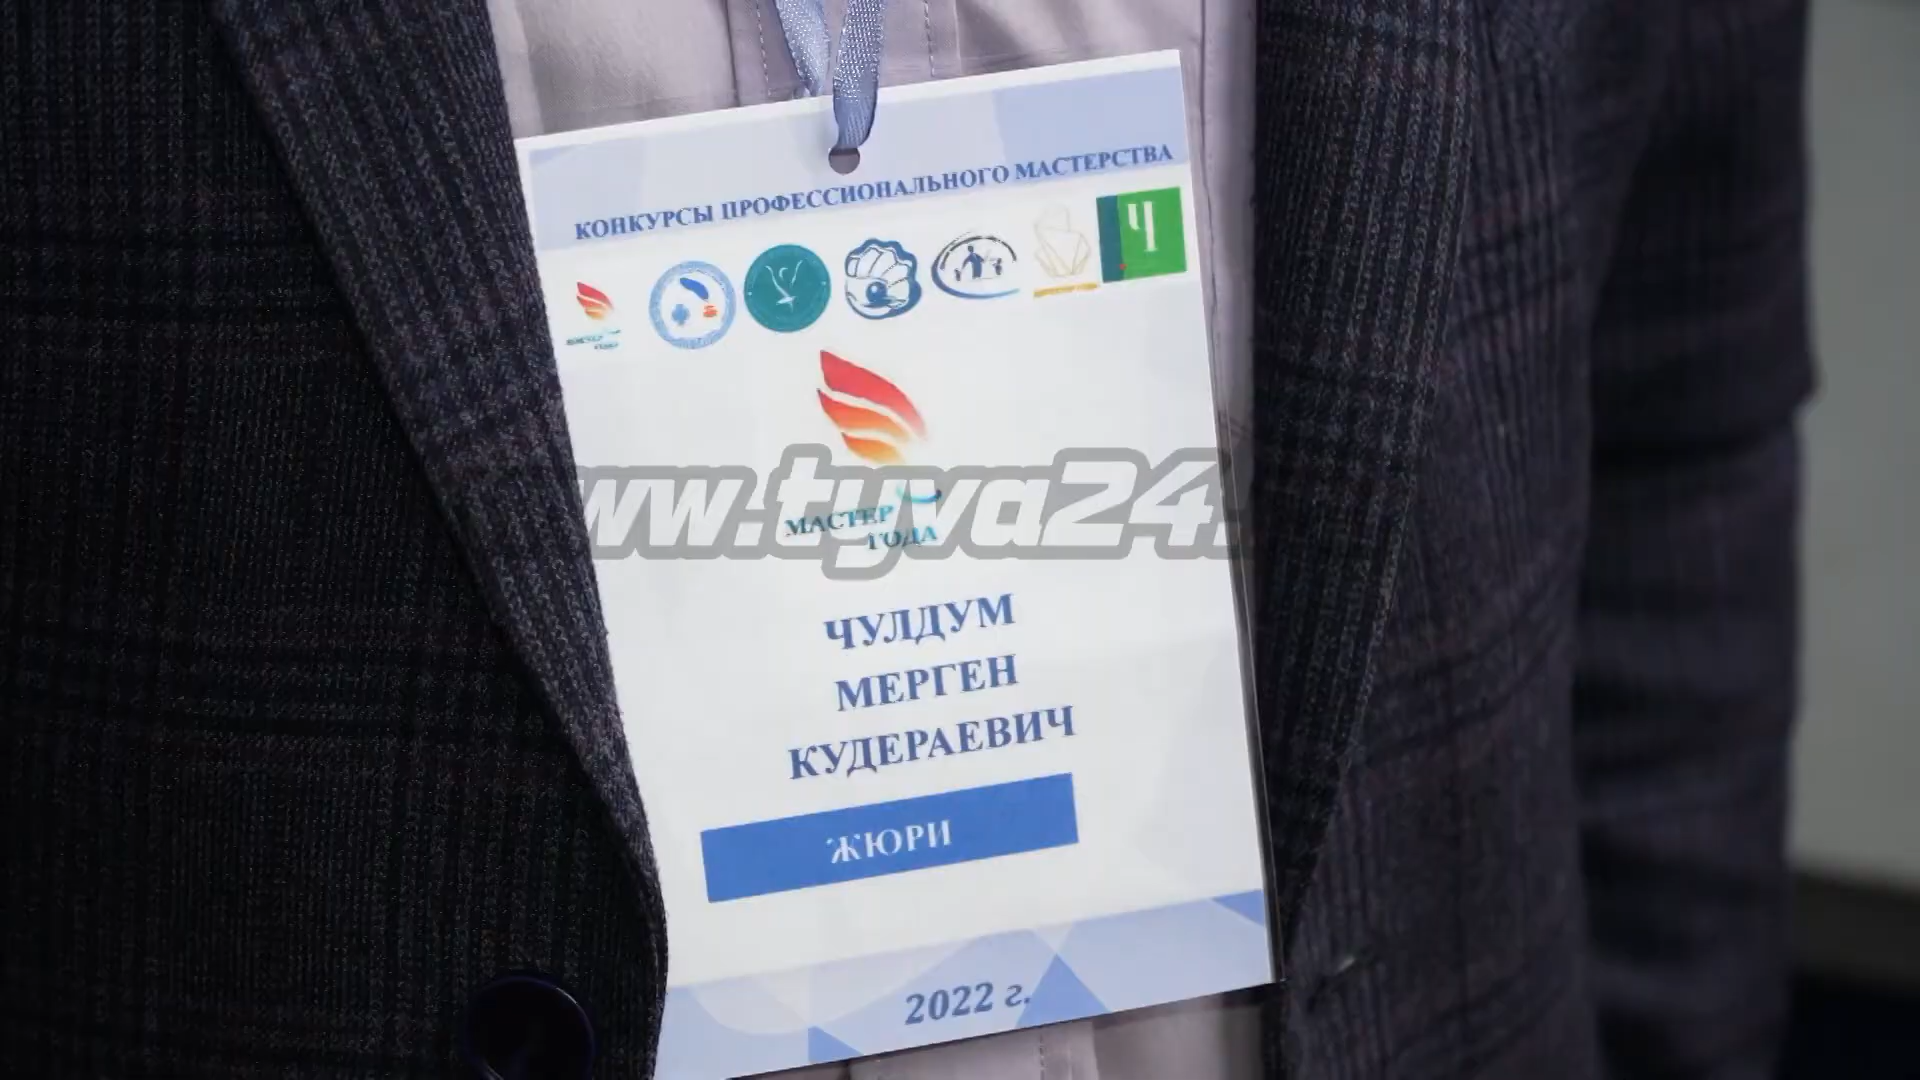 КОНКУРСЫ ПРОФЕССИОНАЛЬНОГО МАСТЕРСТВА
Ч
www.tyva24.
МАСТЕР
ГОДА
ЧУЛДУМ
МЕРГЕН
КУДЕРАЕВИЧ
ЖЮРИ
2022 г.